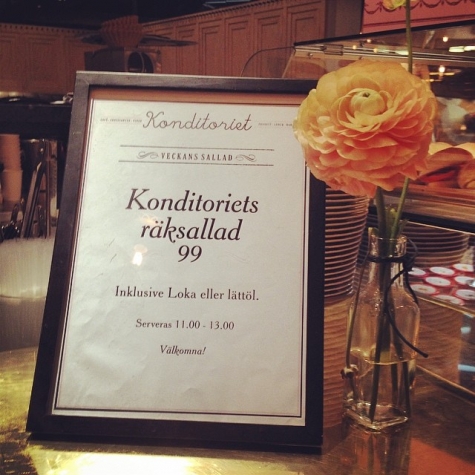 Konditoriet
VECKANS SALLAD
Konditoriets
räksallad
99
Inklusive Loka eller lättöl.
Serveras 11.00 - 13.00
Välkomna!